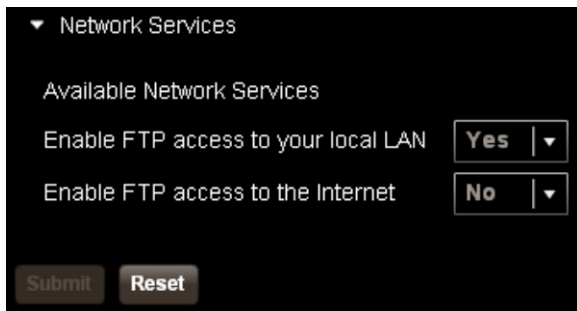 Network Services
Available Network Services
Enable FTP access to your local LAN Yes
Enable FTP access to the Internet No
Submit Reset